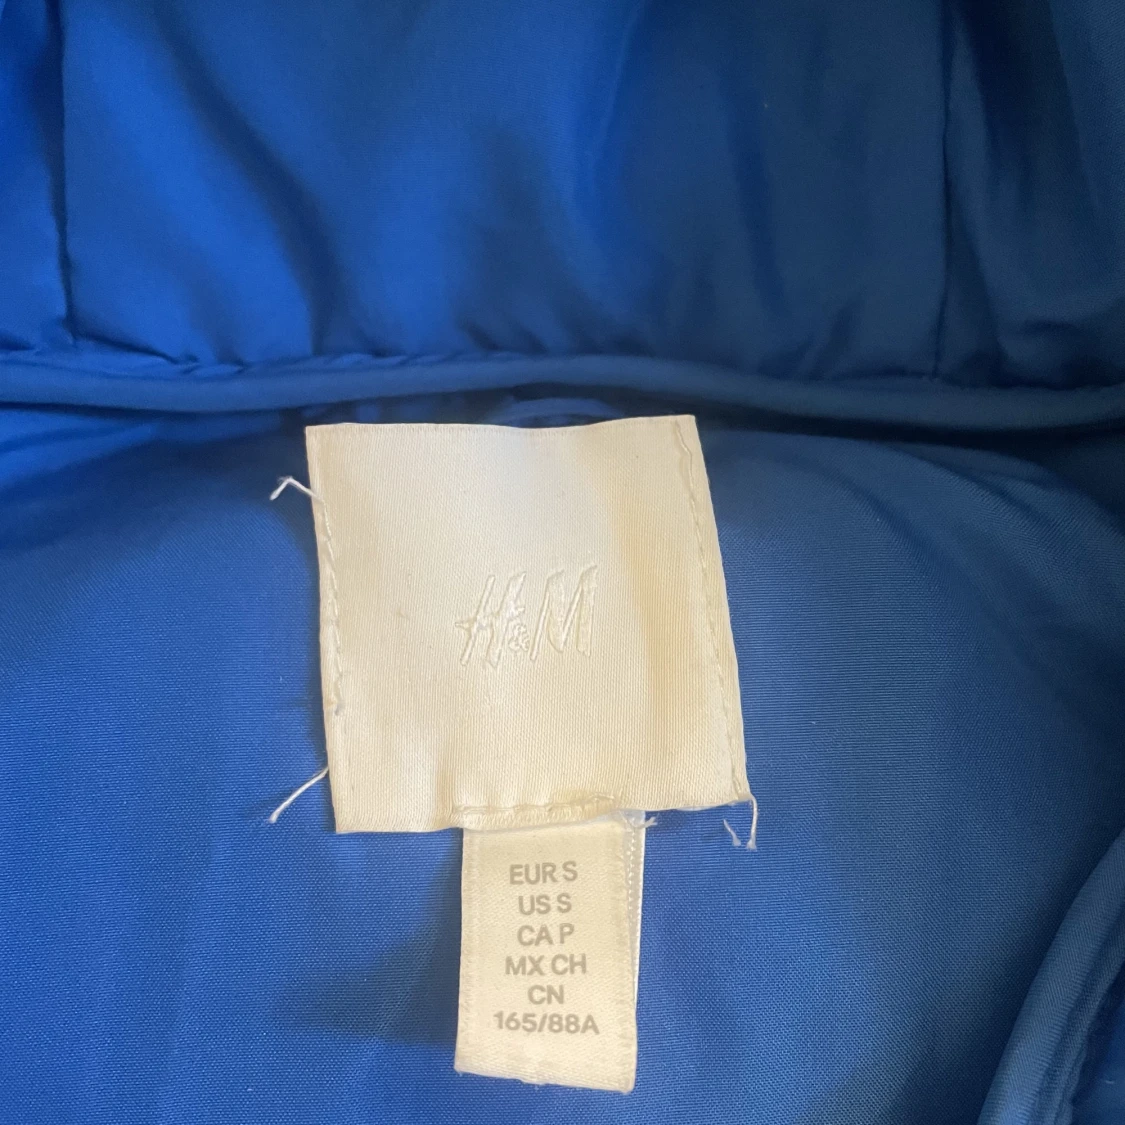 H&M
EUR S
US S
CA P
MX CH
CN
165/88A